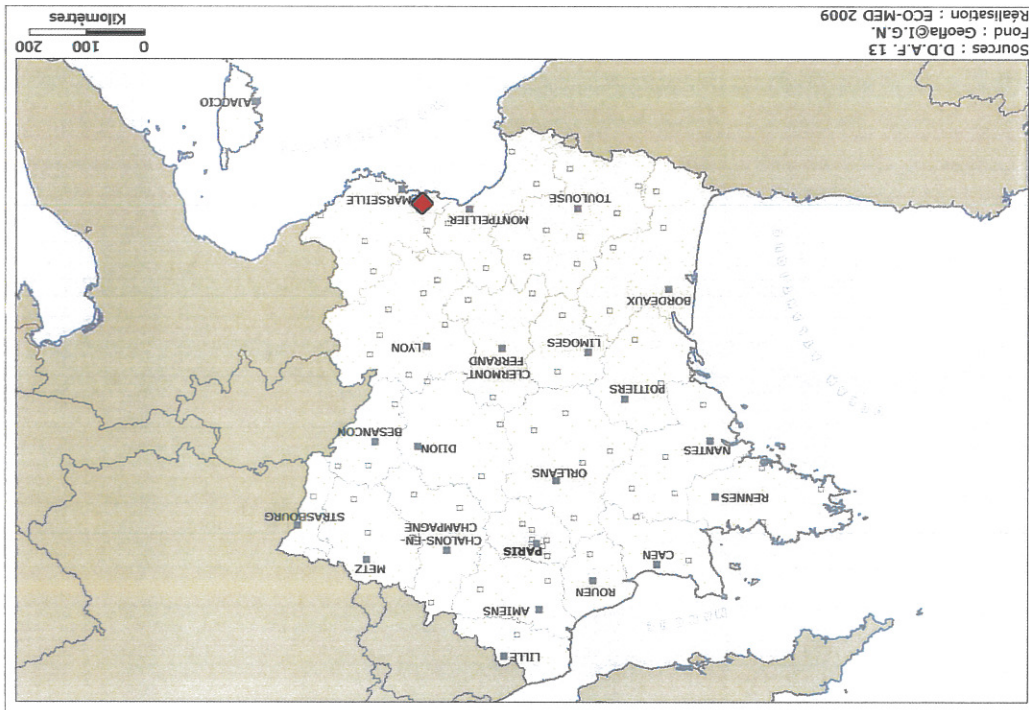 LILLE
AMIENS
ROUEN
CAEN
METZ
PARIS
CHALONS-EN-
CHAMPAGNE
STRASBOURG
RENNES
ORLÉANS
NANTES
DIJON
BESANCON
POITIERS
CLERMONT-
FERRAND
LIMOGES
LYON
BORDEAUX
TOULOUSE
MONTPELLIER
MARSEILLE
AJACCIO
Sources : D.D.A.F. 13
Fond : Geofla©I.G.N.
Réalisation : ECO-MED 2009
0 100 200
Kilomètres